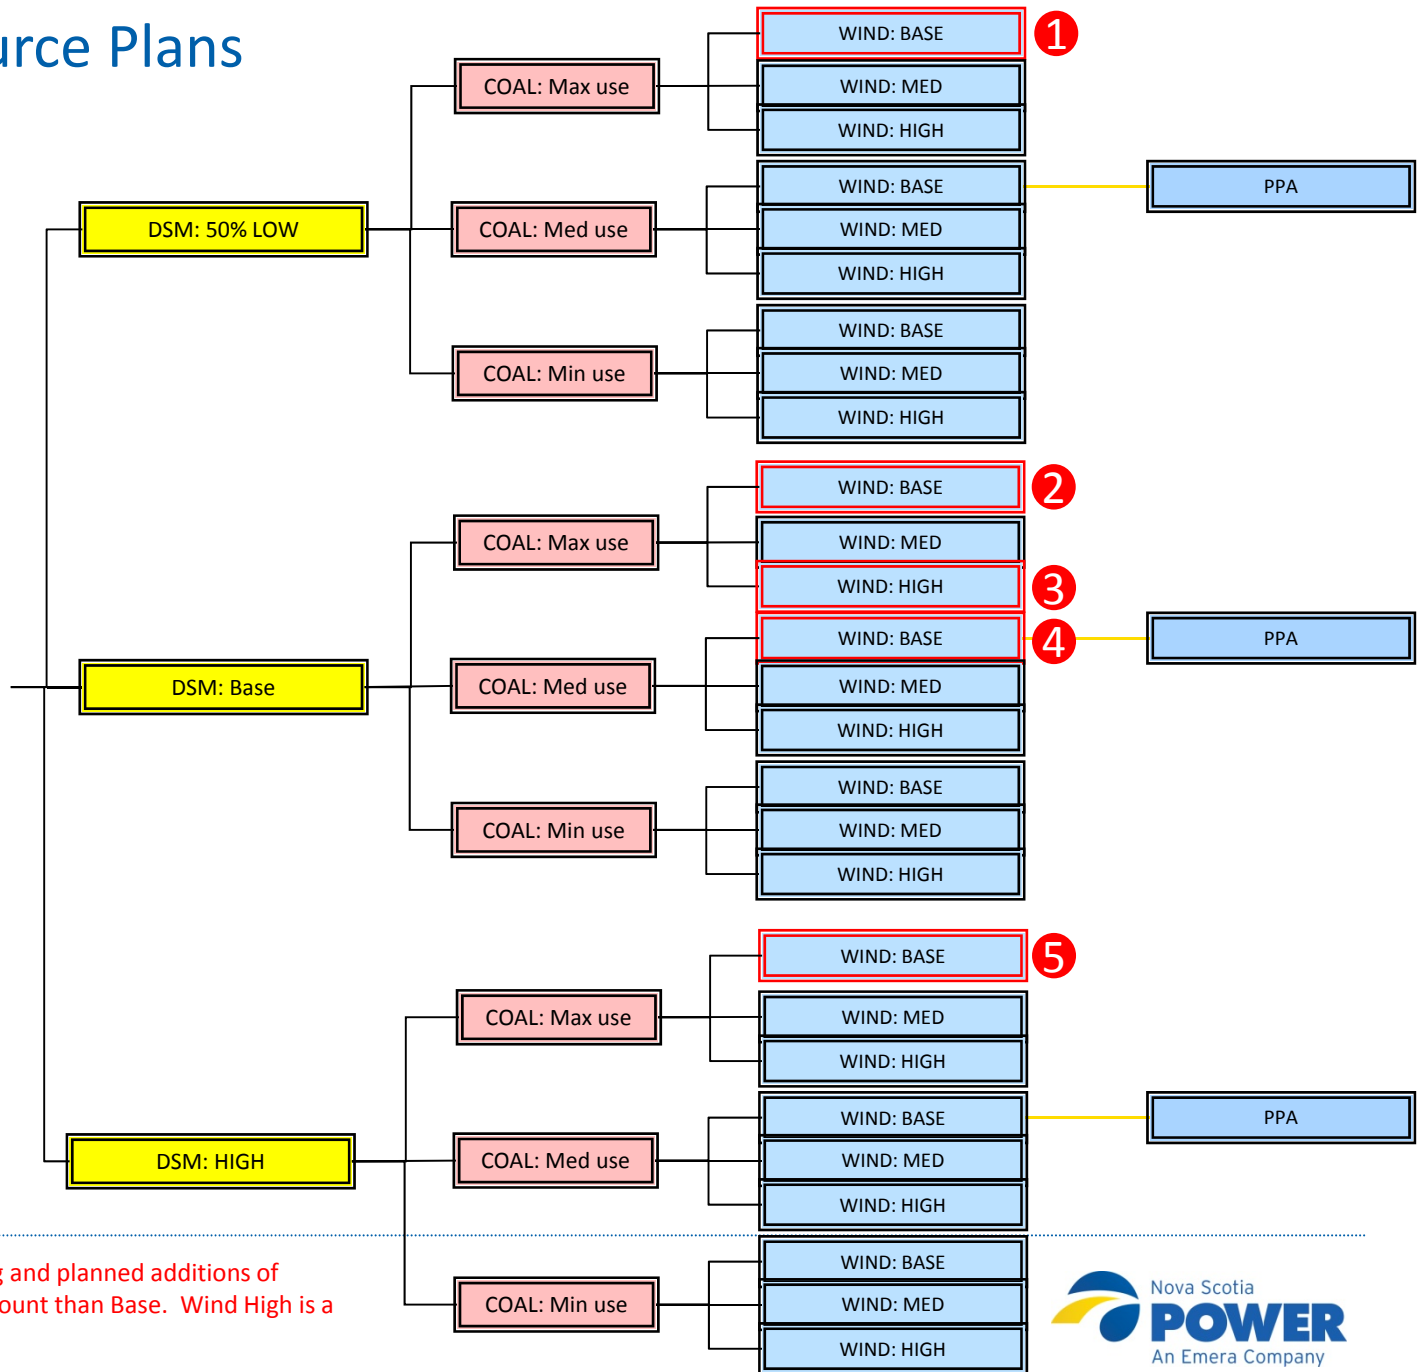 urce Plans
WIND: BASE
1
COAL: Max use
WIND: MED
WIND: HIGH
WIND: BASE
PPA
DSM: 50% LOW
COAL: Med use
WIND: MED
WIND: HIGH
WIND: BASE
COAL: Min use
WIND: MED
WIND: HIGH
WIND: BASE
2
COAL: Max use
WIND: MED
WIND: HIGH
3
WIND: BASE
4
PPA
DSM: Base
COAL: Med use
WIND: MED
WIND: HIGH
WIND: BASE
COAL: Min use
WIND: MED
WIND: HIGH
WIND: BASE
5
COAL: Max use
WIND: MED
WIND: HIGH
WIND: BASE
PPA
DSM: HIGH
COAL: Med use
WIND: MED
WIND: HIGH
WIND: BASE
COAL: Min use
WIND: MED
WIND: HIGH
g and planned additions of
ount than Base.  Wind High is a
Nova Scotia
POWER
An Emera Company